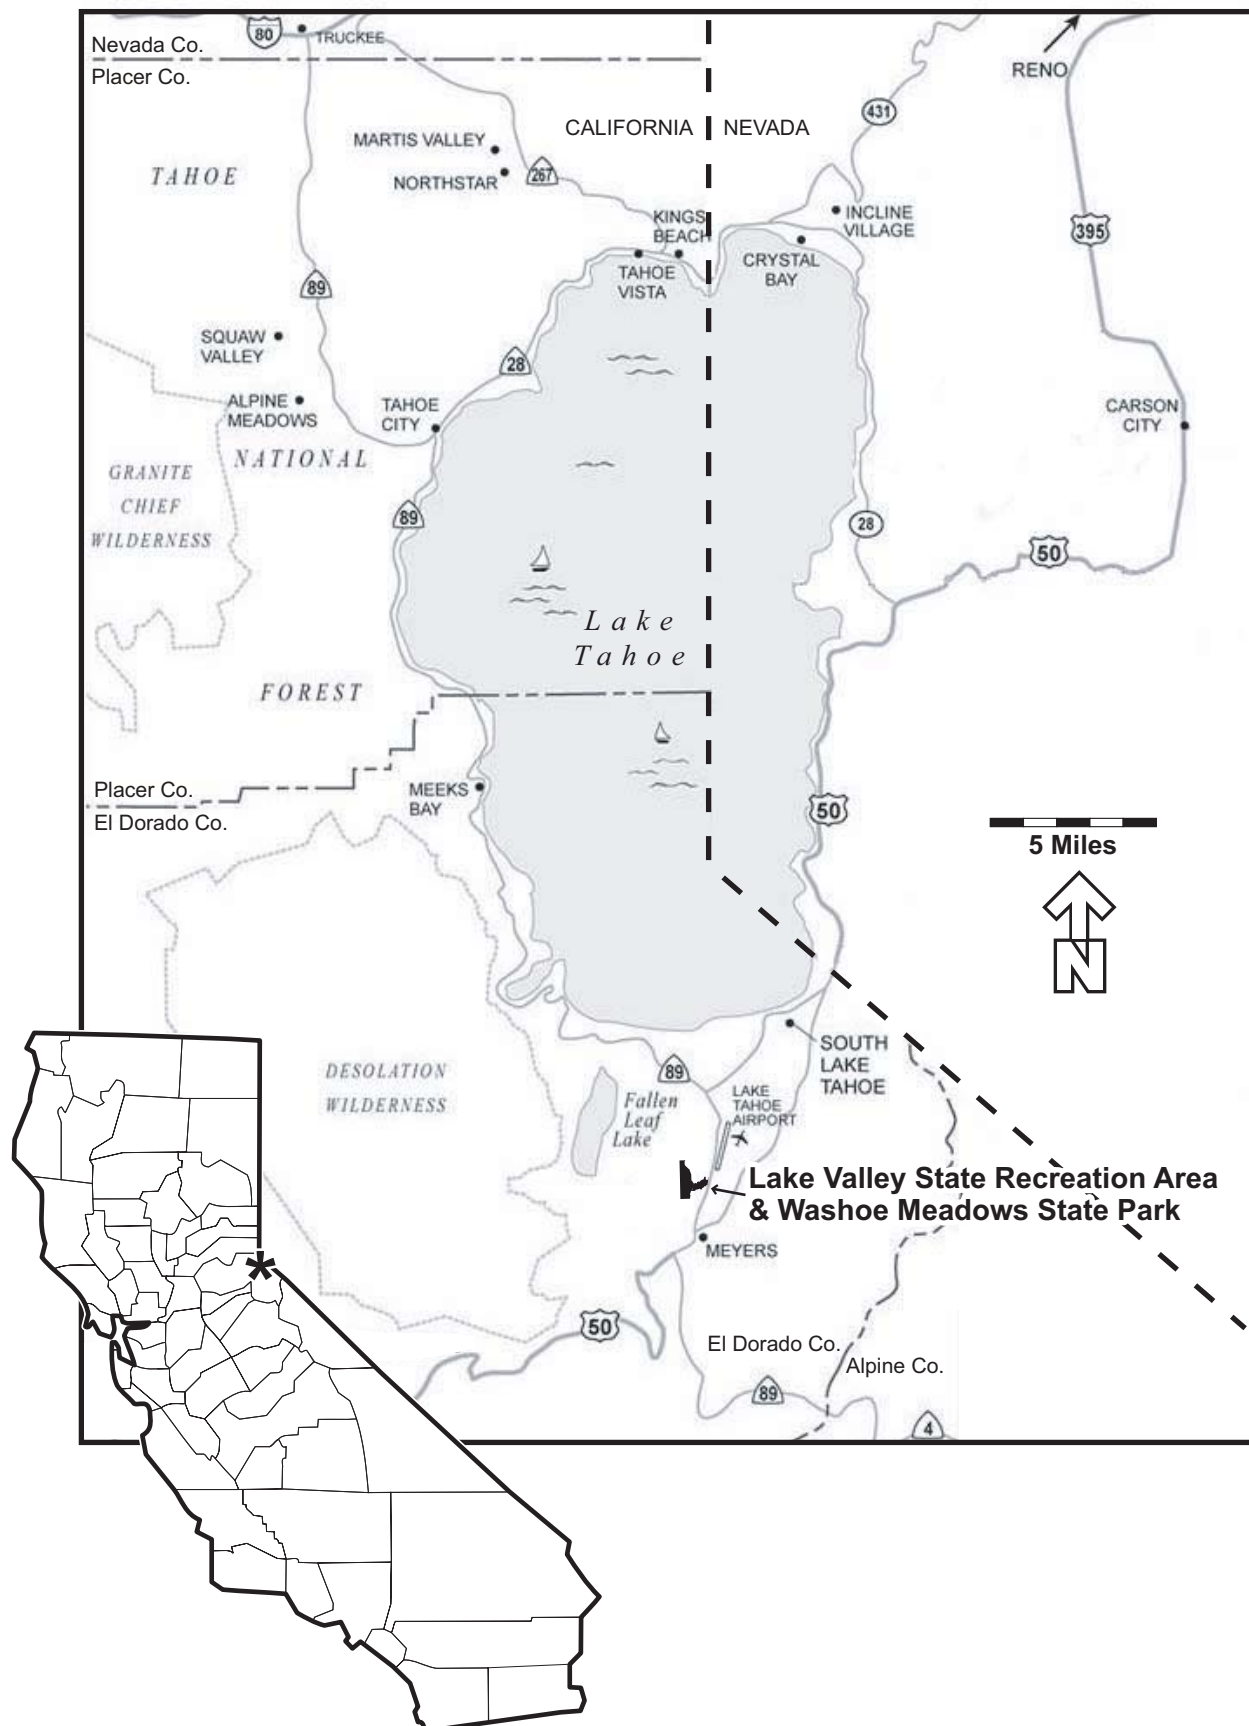 80
TRUCKEE
Nevada Co.
Placer Co.
RENO
431
CALIFORNIA
NEVADA
MARTIS VALLEY
NORTHSTAR
267
TAHOE
KINGS
BEACH
INCLINE
VILLAGE
395
TAHOE
VISTA
CRYSTAL
BAY
89
SQUAW
VALLEY
28
ALPINE
MEADOWS
TAHOE
CITY
CARSON
CITY
NATIONAL
GRANITE
CHIEF
WILDERNESS
89
28
50
Lake
Tahoe
FOREST
Placer Co.
El Dorado Co.
MEEKS
BAY
50
5 Miles
N
SOUTH
LAKE
TAHOE
DESOLATION
WILDERNESS
89
Fallen
Leaf
Lake
LAKE
TAHOE
AIRPORT
Lake Valley State Recreation Area
& Washoe Meadows State Park
MEYERS
50
El Dorado Co.
Alpine Co.
89
4
*